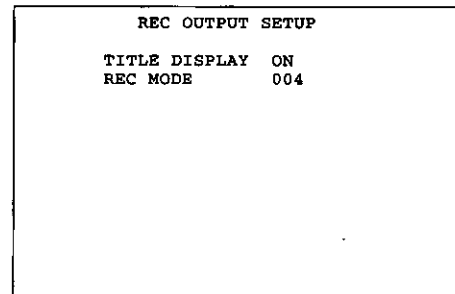 REC OUTPUT SETUP
TITLE DISPLAY ON
REC MODE 004